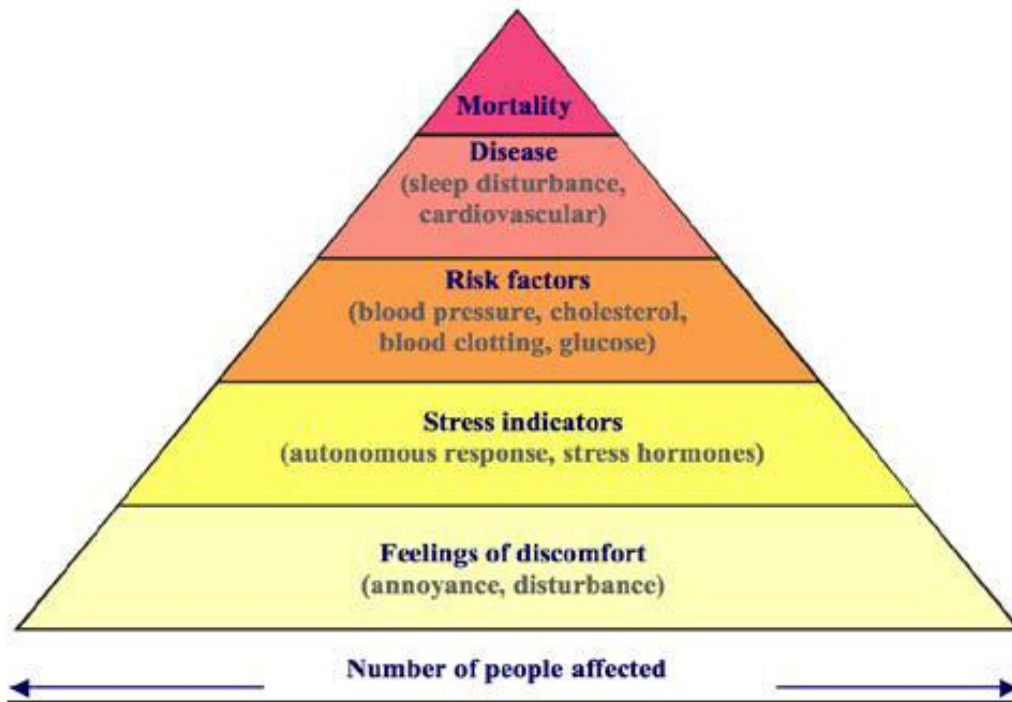 Mortality
Disease
(sleep disturbance,
cardiovascular)
Risk factors
(blood pressure, cholesterol,
blood clotting, glucose)
Stress indicators
(autonomous response, stress hormones)
Feelings of discomfort
(annoyance, disturbance)
Number of people affected